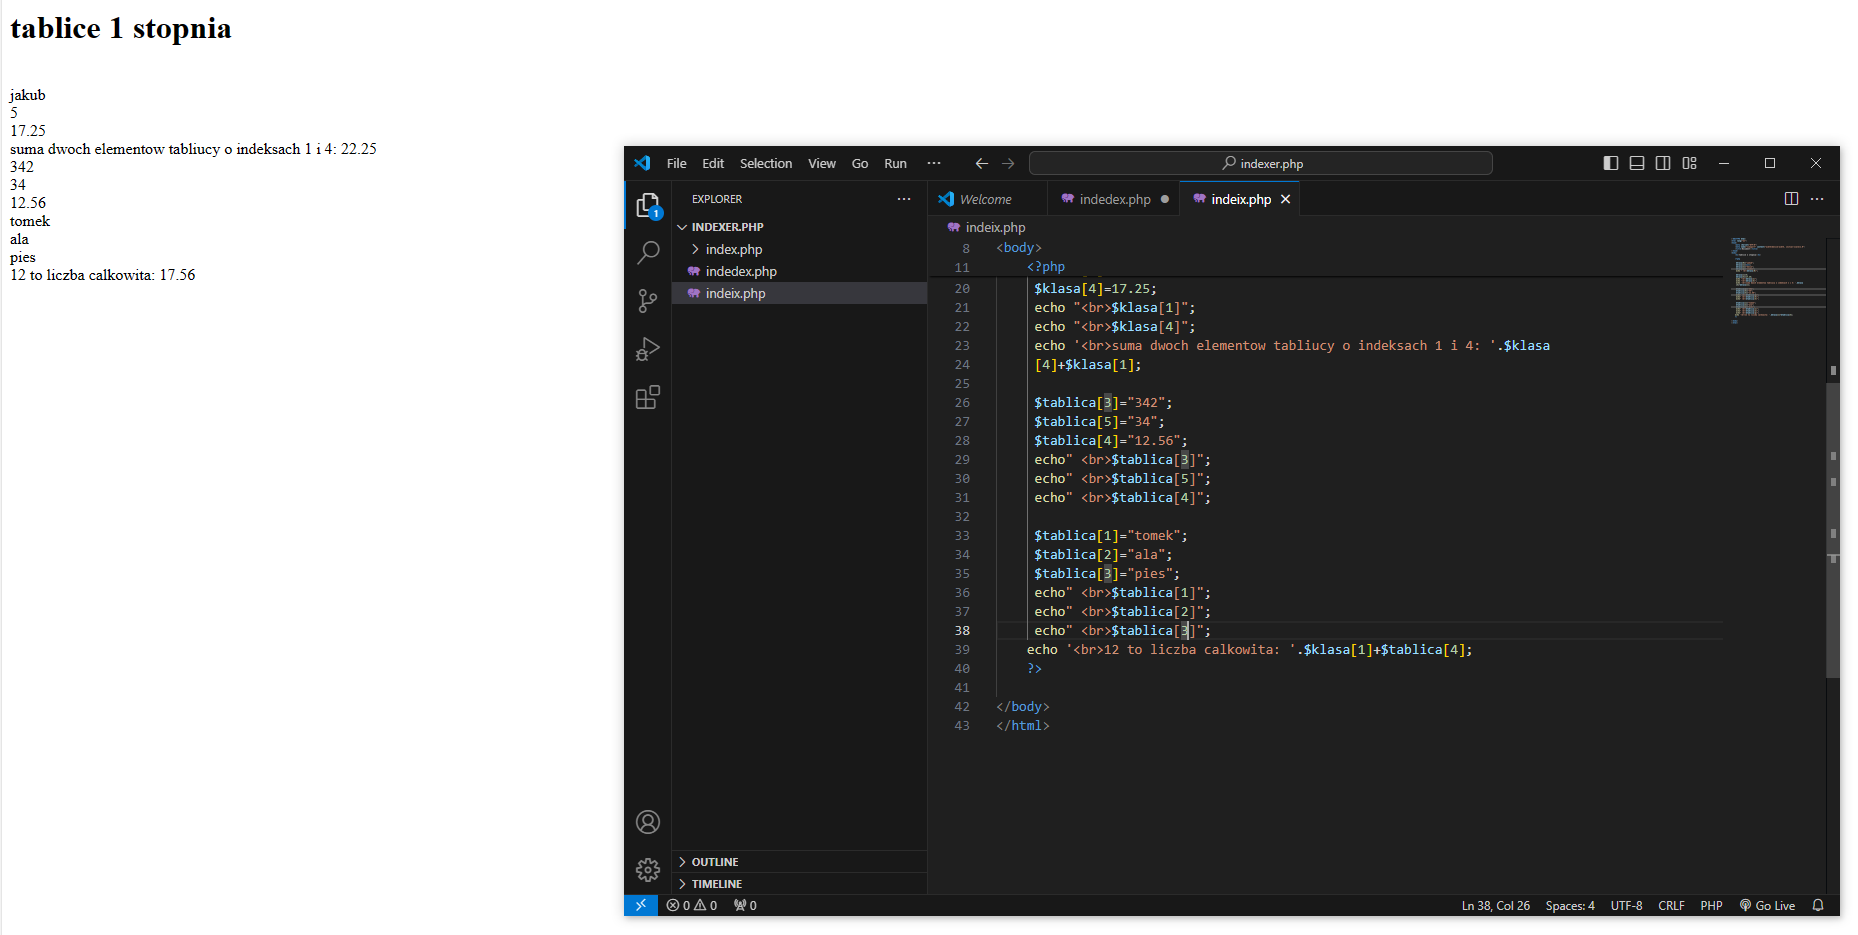 tablice 1 stopnia
jakub
5
17.25
suma dwoch elementow tabliucy o indeksach 1 i 4: 22.25
342
34
12.56
tomek
ala
pies
12 to liczba calkowita: 17.56
File Edit Selection View Go Run ··· indexer.php
EXPLORER ···
INDEXER.PHP
index.php
indedex.php
indeix.php
OUTLINE
TIMELINE
Welcome indedex.php indeix.php
indeix.php
8 <body>
11 <?php
20 $klasa[4]=17.25;
21 echo "<br>$klasa[1]";
22 echo "<br>$klasa[4]";
23 echo '<br>suma dwoch elementow tabliucy o indeksach 1 i 4: '.$klasa
24 [4]+$klasa[1];
25
26 $tablica[3]="342";
27 $tablica[5]="34";
28 $tablica[4]="12.56";
29 echo" <br>$tablica[3]";
30 echo" <br>$tablica[5]";
31 echo" <br>$tablica[4]";
32
33 $tablica[1]="tomek";
34 $tablica[2]="ala";
35 $tablica[3]="pies";
36 echo" <br>$tablica[1]";
37 echo" <br>$tablica[2]";
38 echo" <br>$tablica[3]";
39 echo '<br>12 to liczba calkowita: '.$klasa[1]+$tablica[4];
40 ?>
41
42 </body>
43 </html>
1
0 0 0 Ln 38, Col 26 Spaces: 4 UTF-8 CRLF PHP Go Live